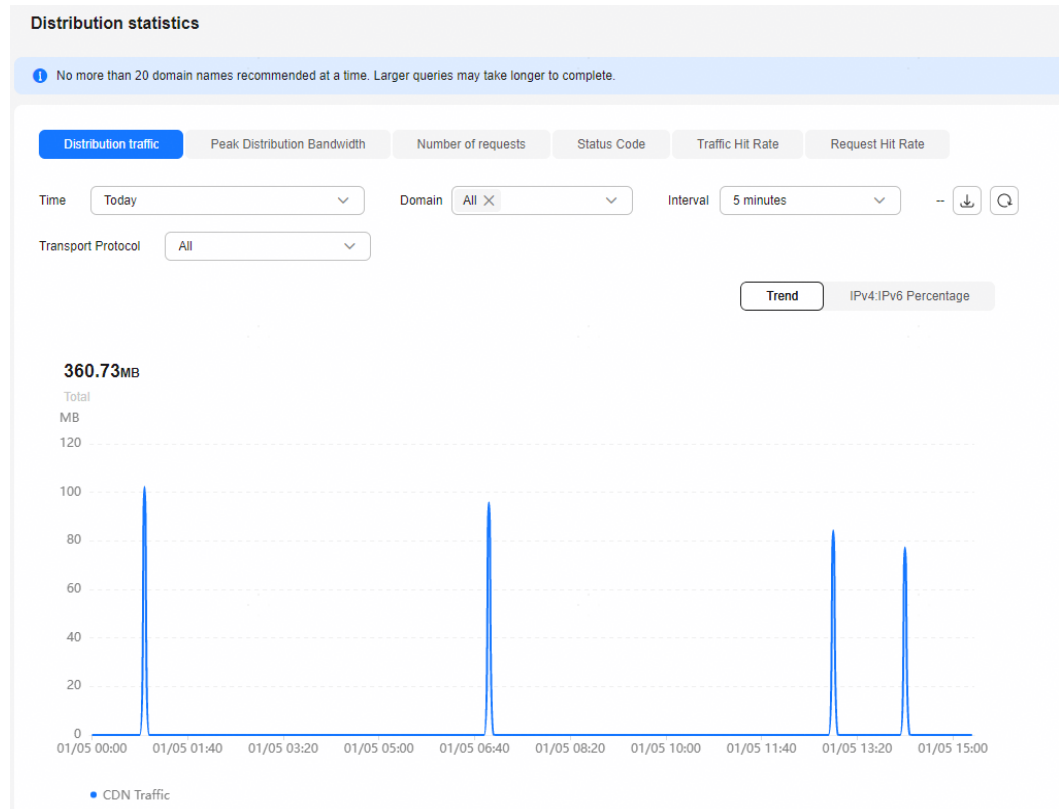 Distribution statistics
No more than 20 domain names recommended at a time. Larger queries may take longer to complete.
Distribution traffic Peak Distribution Bandwidth Number of requests Status Code Traffic Hit Rate Request Hit Rate
Time Today Domain All Interval 5 minutes --
Transport Protocol All
Trend IPv4:IPv6 Percentage
360.73MB
Total
MB
120
100
80
60
40
20
0
01/05 00:00 01/05 01:40 01/05 03:20 01/05 05:00 01/05 06:40 01/05 08:20 01/05 10:00 01/05 11:40 01/05 13:20 01/05 15:00
CDN Traffic